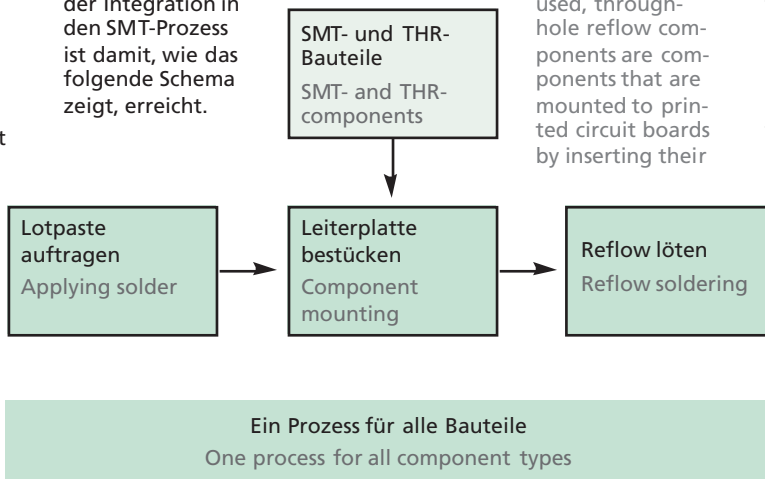 der Integration in
den SMT-Prozess
ist damit, wie das
folgende Schema
zeigt, erreicht.
t
SMT- und THR-
Bauteile
SMT- and THR-
components
used, through-
hole reflow com-
ponents are com-
ponents that are
mounted to prin-
ted circuit boards
by inserting their
Lotpaste
auftragen
Applying solder
Leiterplatte
bestücken
Component
mounting
Reflow löten
Reflow soldering
Ein Prozess für alle Bauteile
One process for all component types